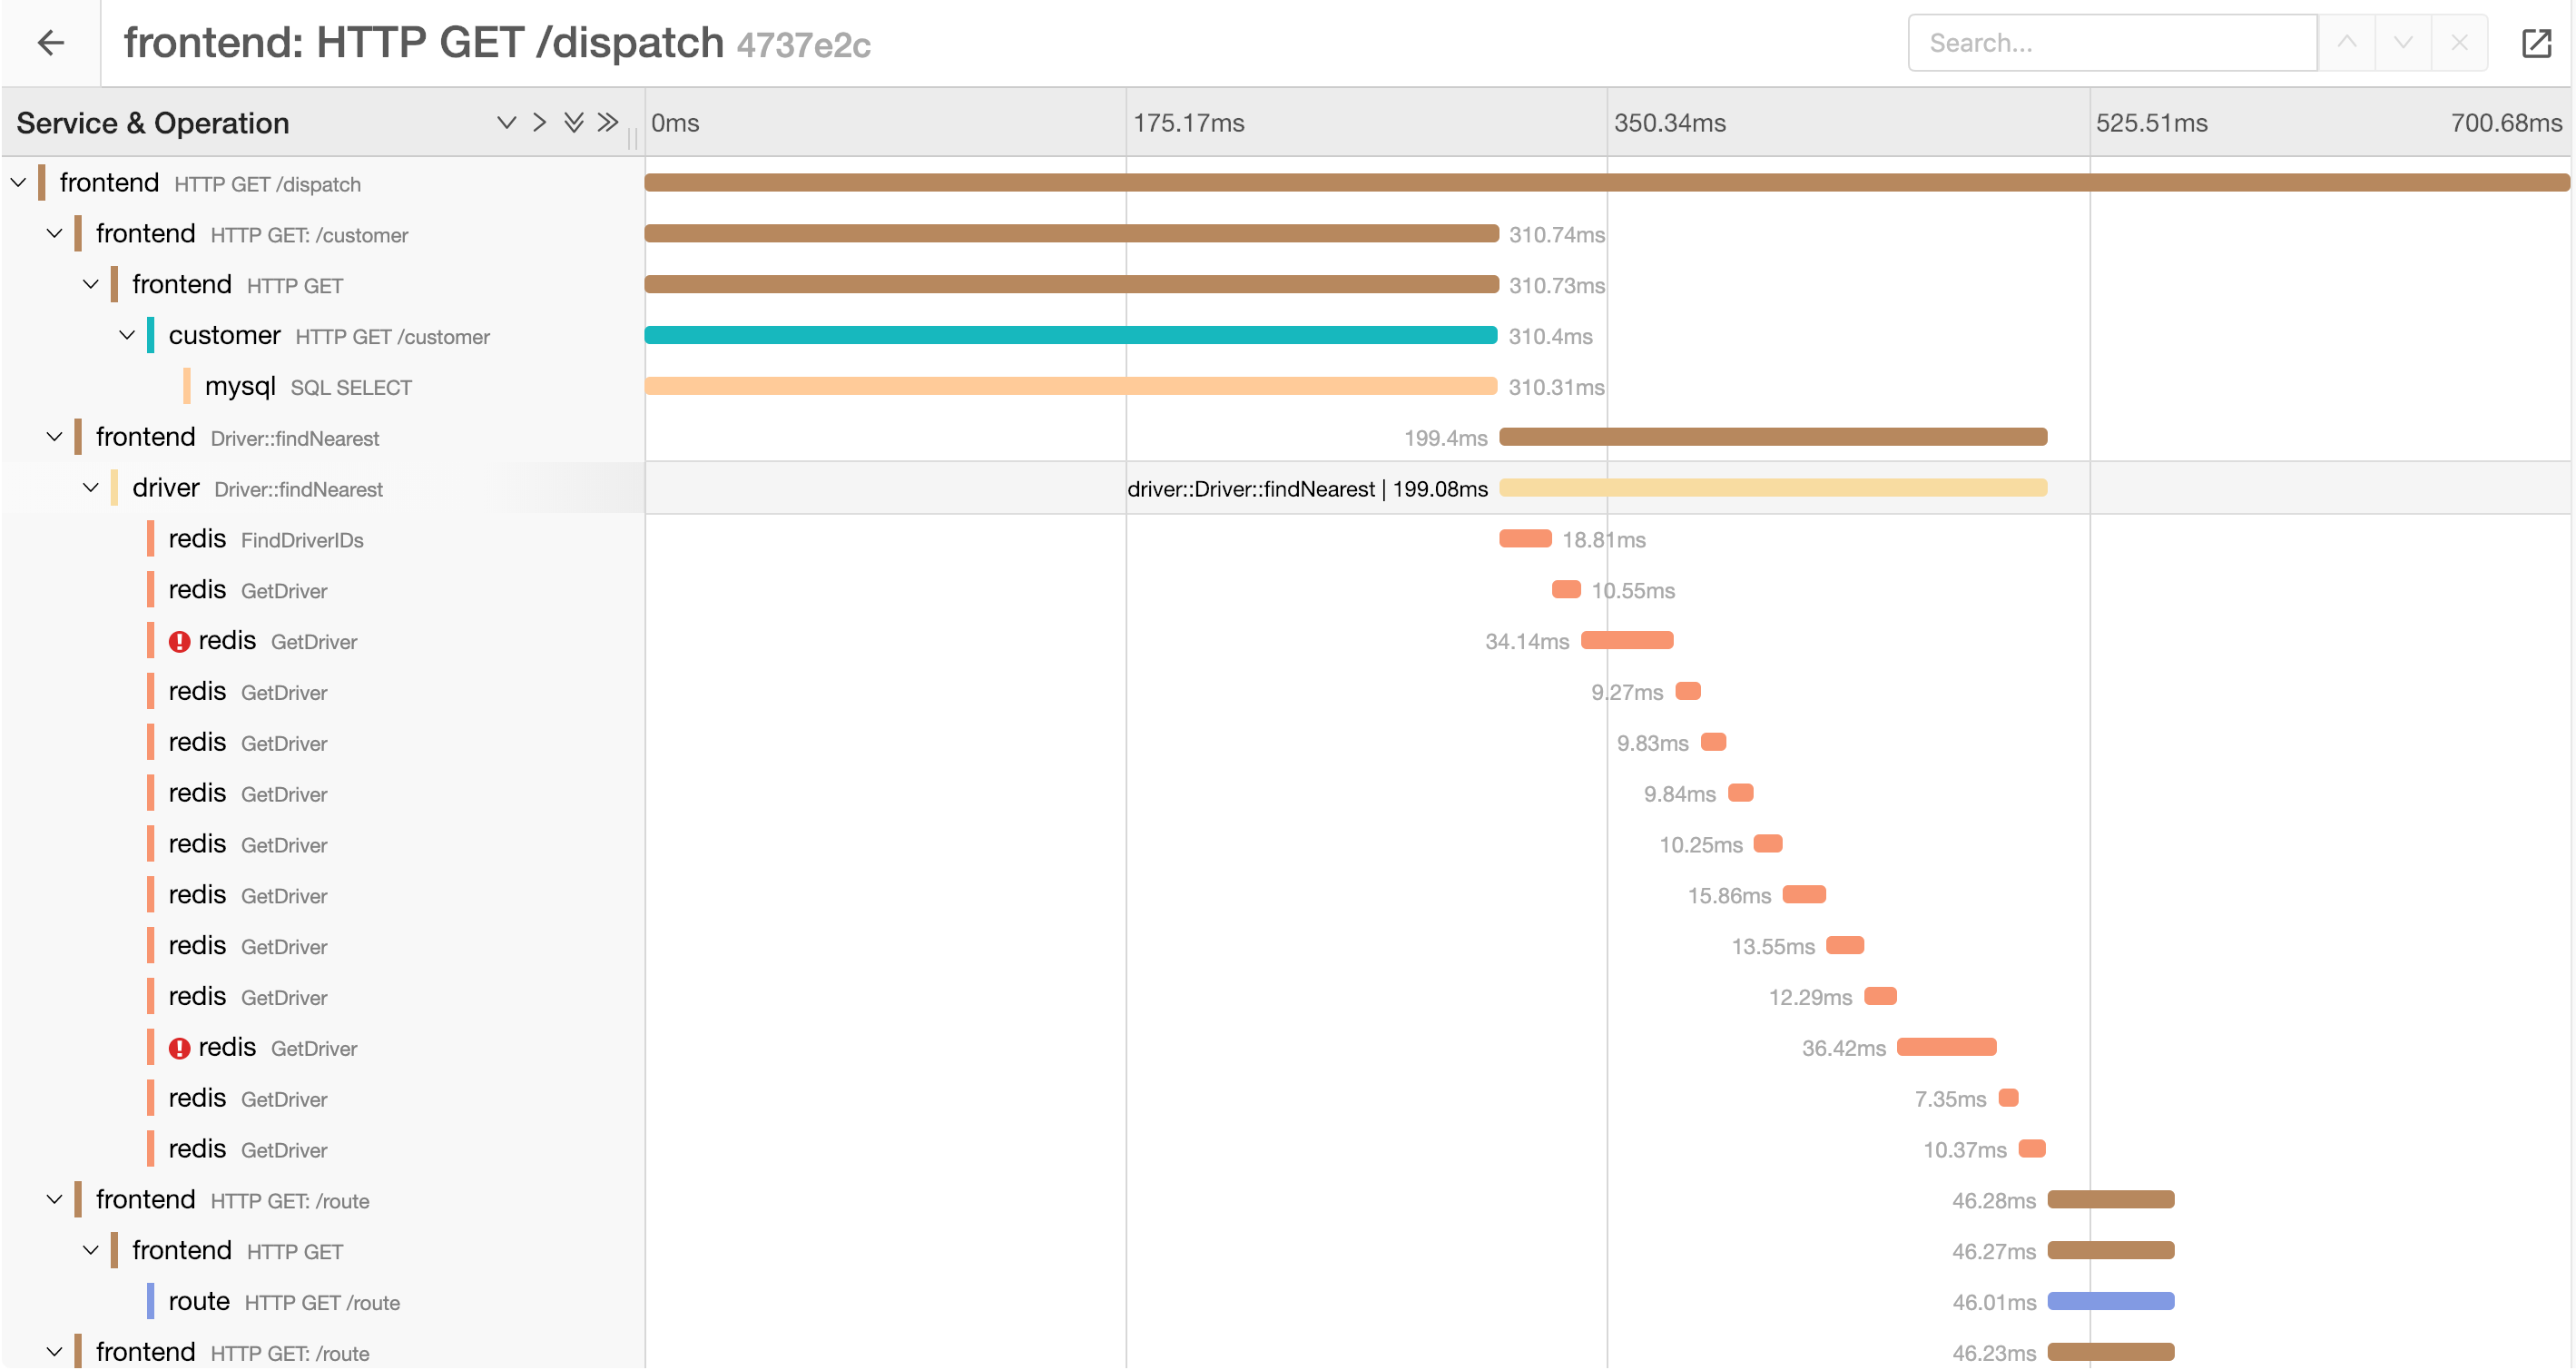 frontend: HTTP GET /dispatch 4737e2c
Search...
Service & Operation
0ms 175.17ms 350.34ms 525.51ms 700.68ms
frontend HTTP GET /dispatch
frontend HTTP GET: /customer 310.74ms
frontend HTTP GET 310.73ms
customer HTTP GET /customer 310.4ms
mysql SQL SELECT 310.31ms
frontend Driver::findNearest 199.4ms
driver Driver::findNearest driver::Driver::findNearest | 199.08ms
redis FindDriverIDs 18.81ms
redis GetDriver 10.55ms
redis GetDriver 34.14ms
redis GetDriver 9.27ms
redis GetDriver 9.83ms
redis GetDriver 9.84ms
redis GetDriver 10.25ms
redis GetDriver 15.86ms
redis GetDriver 13.55ms
redis GetDriver 12.29ms
redis GetDriver 36.42ms
redis GetDriver 7.35ms
redis GetDriver 10.37ms
frontend HTTP GET: /route 46.28ms
frontend HTTP GET 46.27ms
route HTTP GET /route 46.01ms
frontend HTTP GET: /route 46.23ms